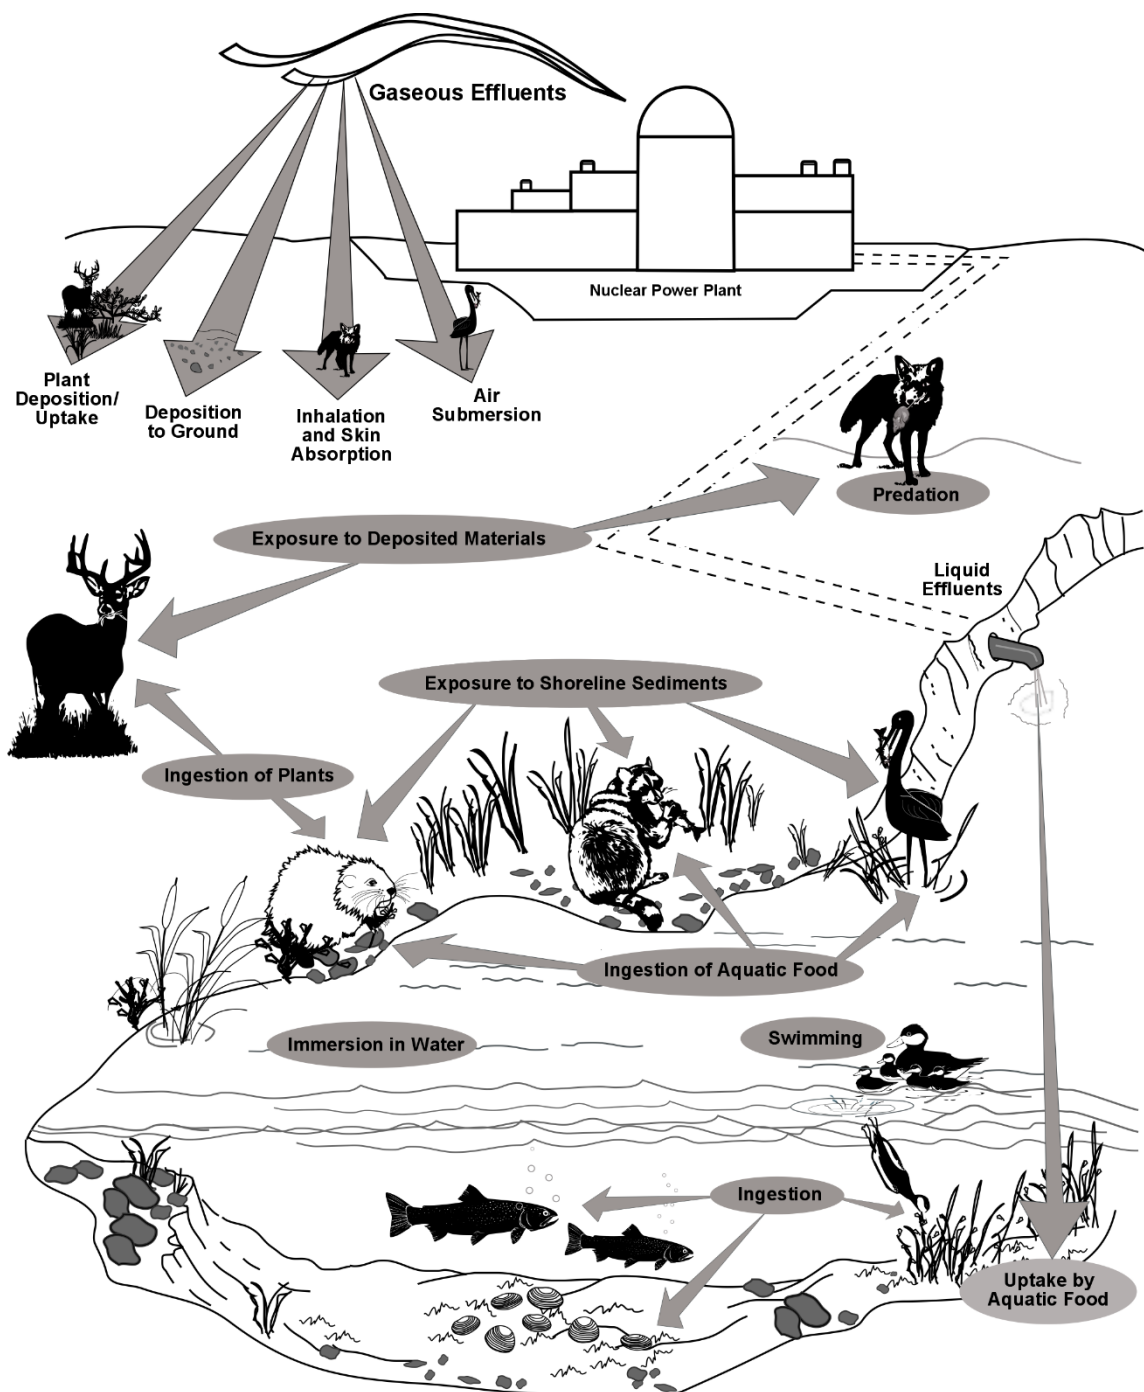 Gaseous Effluents
Nuclear Power Plant
Plant
Deposition/
Uptake
Deposition
to Ground
Inhalation
and Skin
Absorption
Air
Submersion
Predation
Exposure to Deposited Materials
Liquid
Effluents
Exposure to Shoreline Sediments
Ingestion of Plants
Ingestion of Aquatic Food
Immersion in Water
Swimming
Ingestion
Uptake by
Aquatic Food